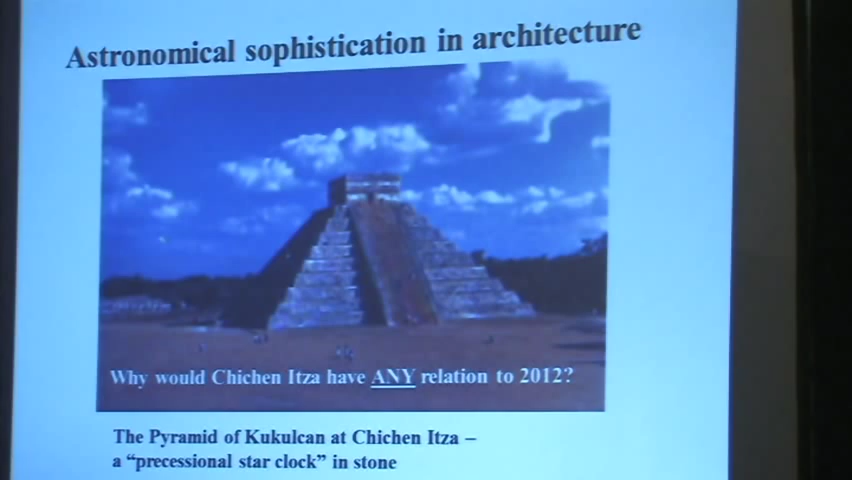 Astronomical sophistication in architecture
Why would Chichen Itza have ANY relation to 2012?
The Pyramid of Kukulcan at Chichen Itza –
a “precessional star clock” in stone